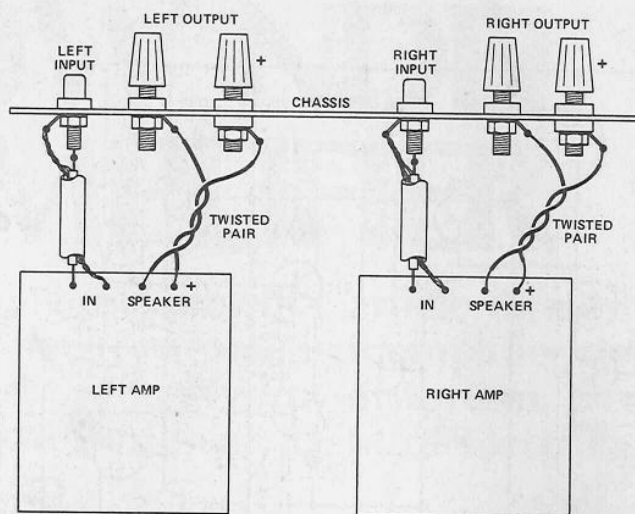 LEFT OUTPUT
LEFT
INPUT
+
CHASSIS
RIGHT OUTPUT
RIGHT
INPUT
+
TWISTED
PAIR
TWISTED
PAIR
IN
SPEAKER
+
IN
SPEAKER
+
LEFT AMP
RIGHT AMP